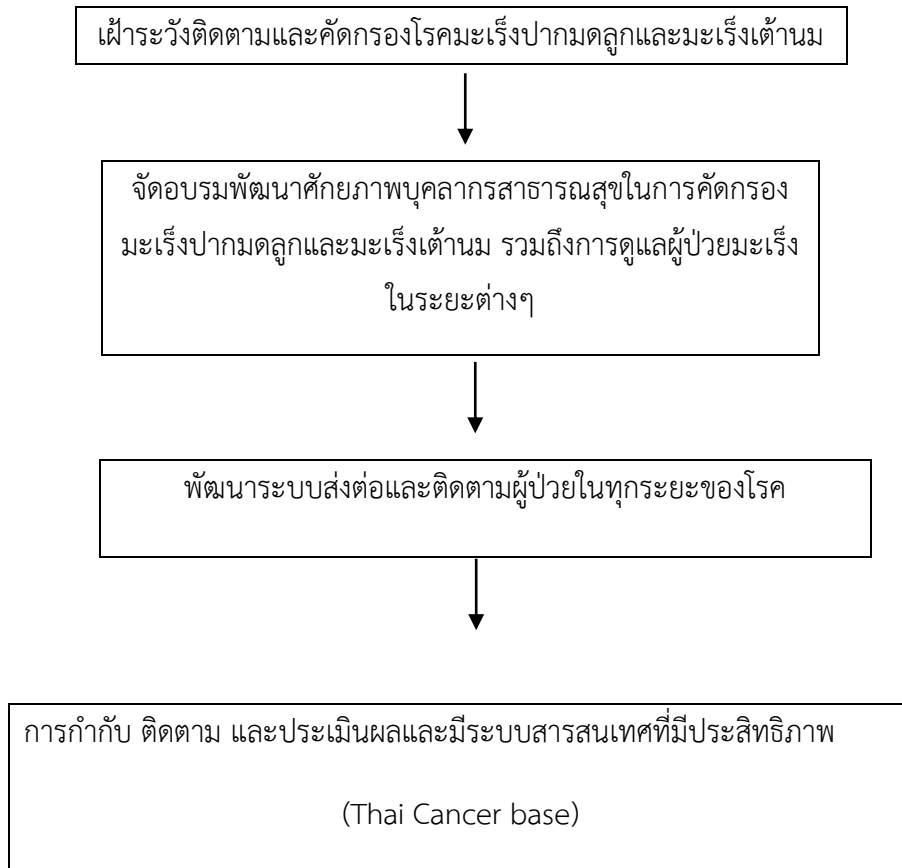 เฝ้าระวังติดตามและคัดกรองโรคมะเร็งปากมดลูกและมะเร็งเต้านม
จัดอบรมพัฒนาศักยภาพบุคลากรสาธารณสุขในการคัดกรอง
มะเร็งปากมดลูกและมะเร็งเต้านม รวมถึงการดูแลผู้ป่วยมะเร็ง
ในระยะต่างๆ
พัฒนาระบบส่งต่อและติดตามผู้ป่วยในทุกระยะของโรค
การกำกับ ติดตาม และประเมินผลและมีระบบสารสนเทศที่มีประสิทธิภาพ
(Thai Cancer base)